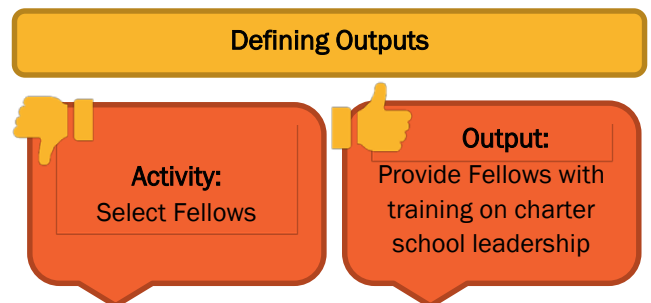 Defining Outputs
Activity:
Select Fellows
Output:
Provide Fellows with
training on charter
school leadership